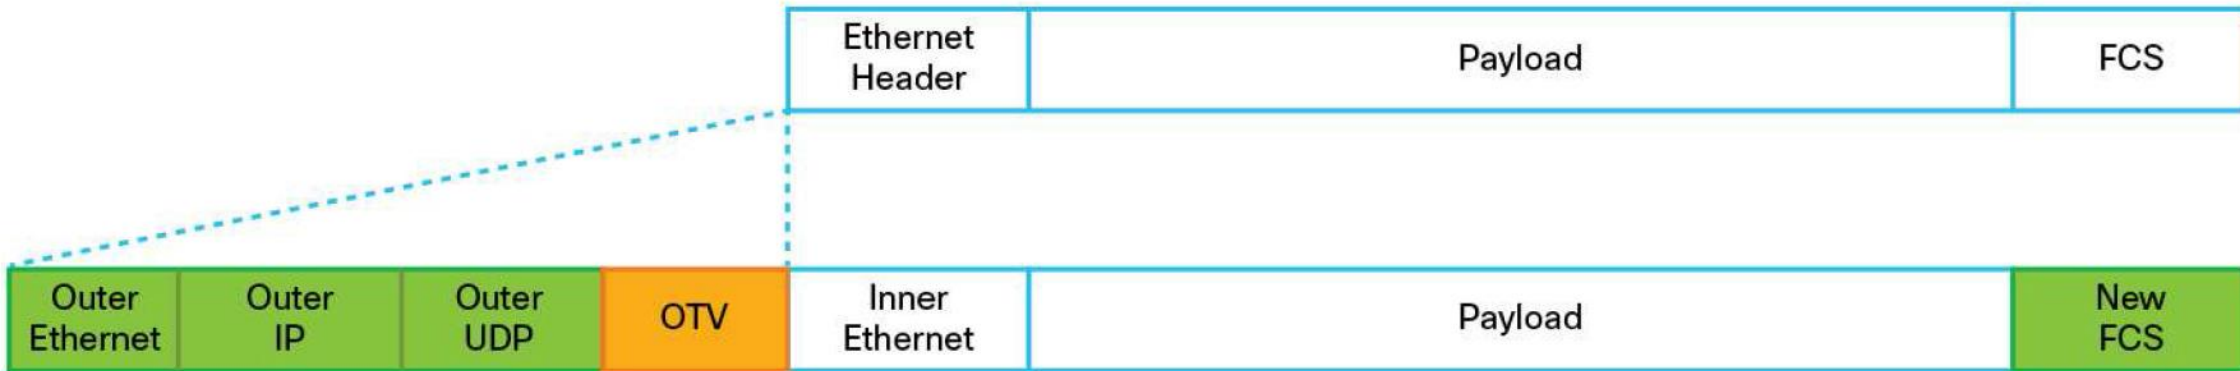 Ethernet
Header
Payload
FCS
Outer
Ethernet
Outer
IP
Outer
UDP
OTV
Inner
Ethernet
Payload
New
FCS